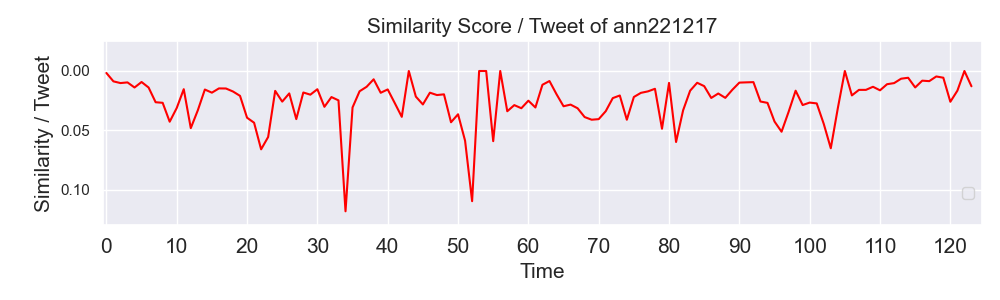 Similarity Score / Tweet of ann221217
Similarity / Tweet
0.00
0.05
0.10
0 10 20 30 40 50 60 70 80 90 100 110 120
Time